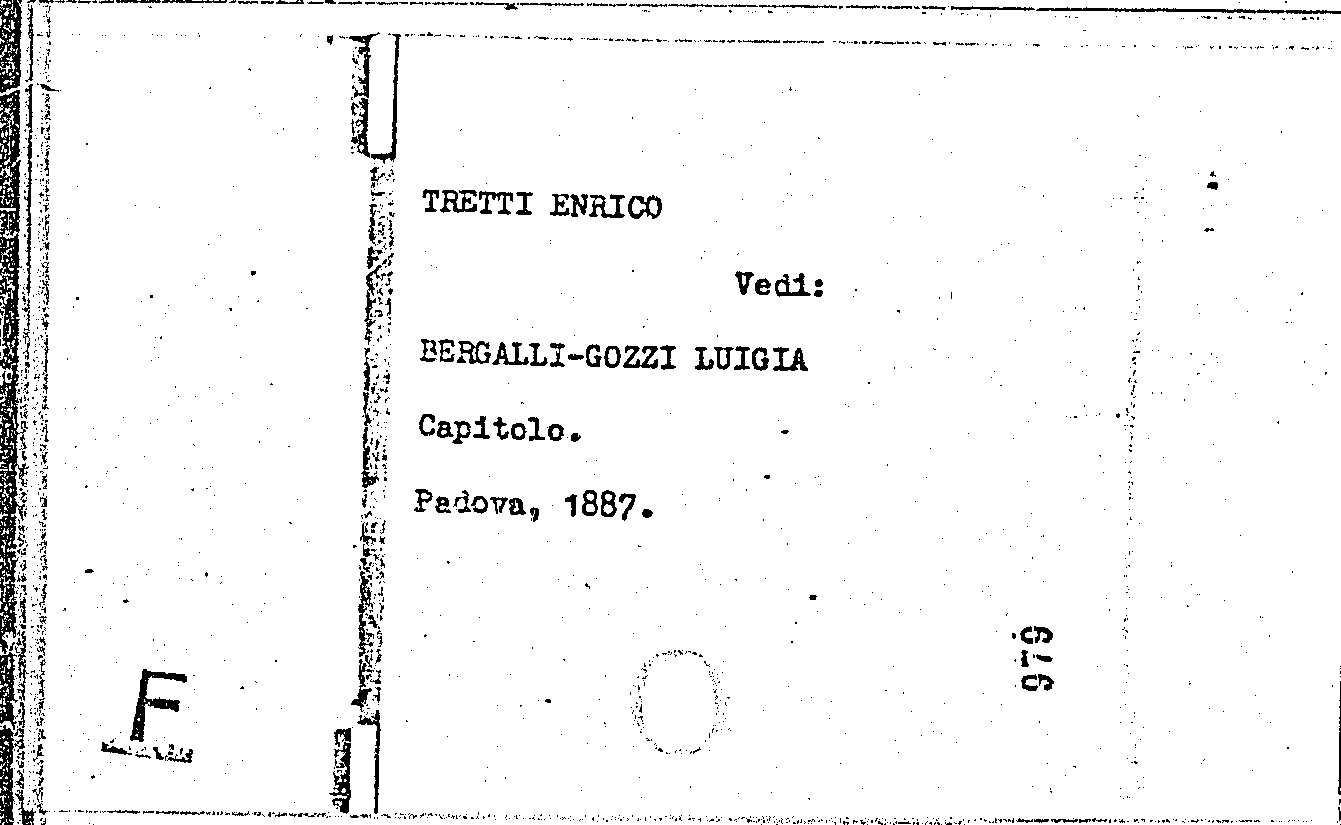 TRETTI ENRICO
Vedi:
BERGALLI-GOZZI LUIGIA
Capitolo.
Padova, 1887.
979
F